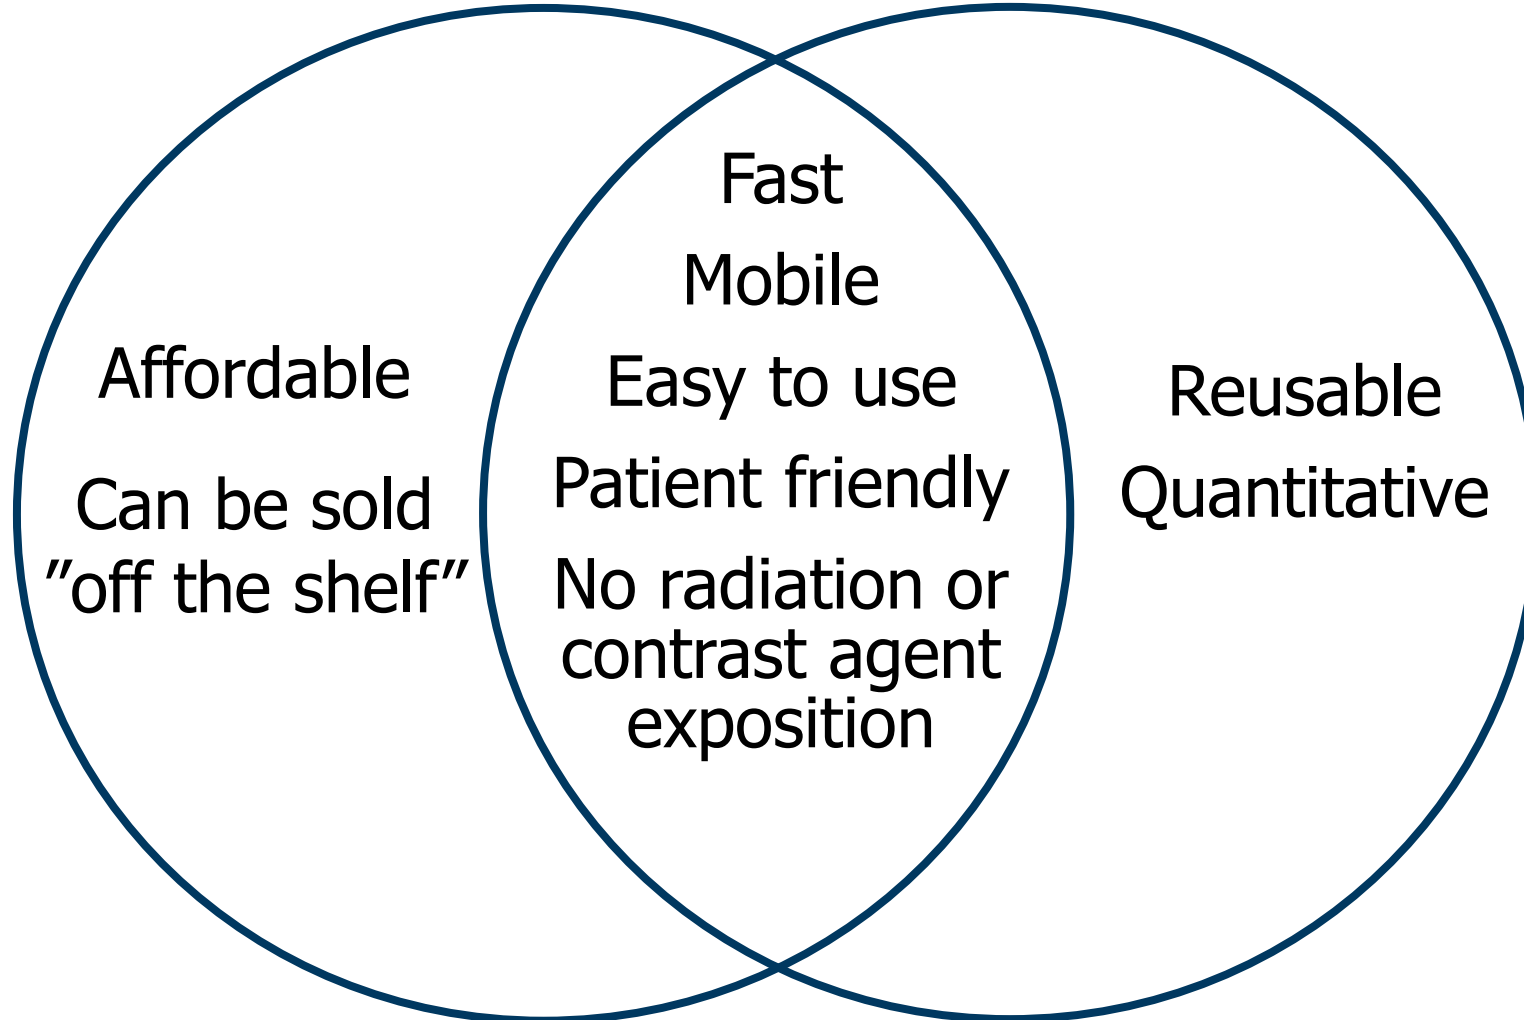 Affordable
Can be sold
”off the shelf”
Fast
Mobile
Easy to use
Patient friendly
No radiation or
contrast agent
exposition
Reusable
Quantitative